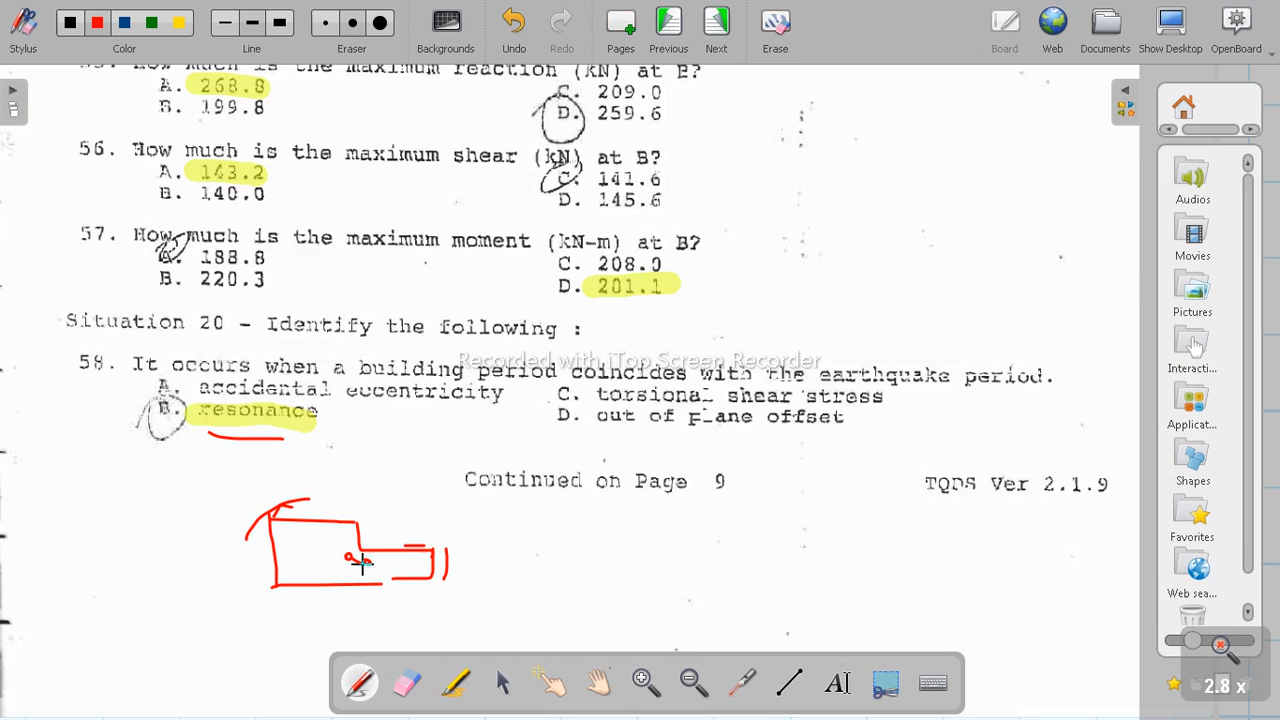 Stylus
Color
Line
Eraser
Backgrounds
Undo
Redo
Pages
Previous
Next
Erase
Board
Web
Documents
Show Desktop
OpenBoard
How much is the maximum reaction (kN) at E?
A. 268.8
C. 209.0
B. 199.8
D. 259.6
56. How much is the maximum shear (kN) at B?
A. 143.2
C. 141.6
B. 140.0
D. 145.6
57. How much is the maximum moment (kN-m) at B?
A. 188.8
C. 208.0
B. 220.3
D. 201.1
Situation 20 - Identify the following :
Recorded with iTop Screen Recorder
58. It occurs when a building period coincides with the earthquake period.
A. accidental eccentricity
C. torsional shear stress
B. resonance
D. out of plane offset
Continued on Page 9
TQDS Ver 2.1.9
Audios
Movies
Pictures
Interacti...
Applicat...
Shapes
Web sea...
2.8 x